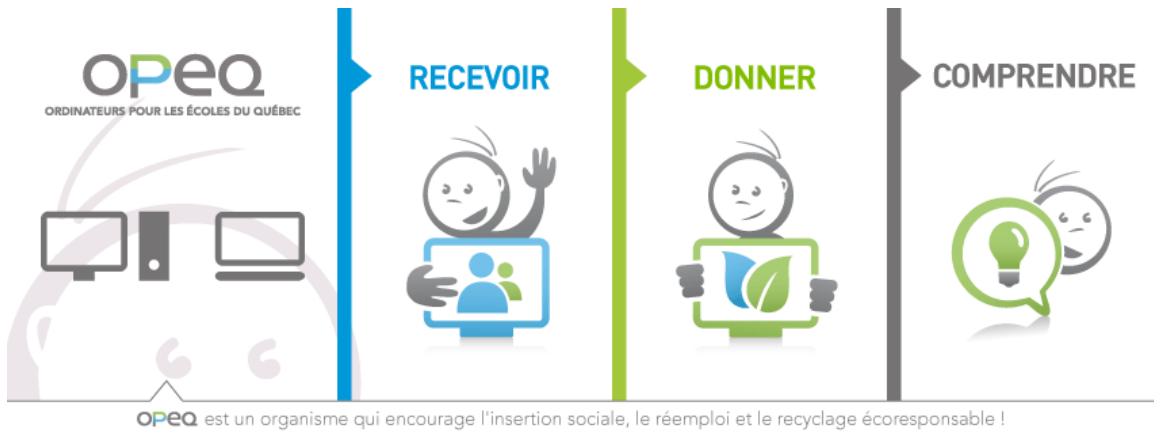 OPEQ
ORDINATEURS POUR LES ÉCOLES DU QUÉBEC
RECEVOIR
DONNER
COMPRENDRE
OPEQ est un organisme qui encourage l'insertion sociale, le réemploi et le recyclage écoresponsable !